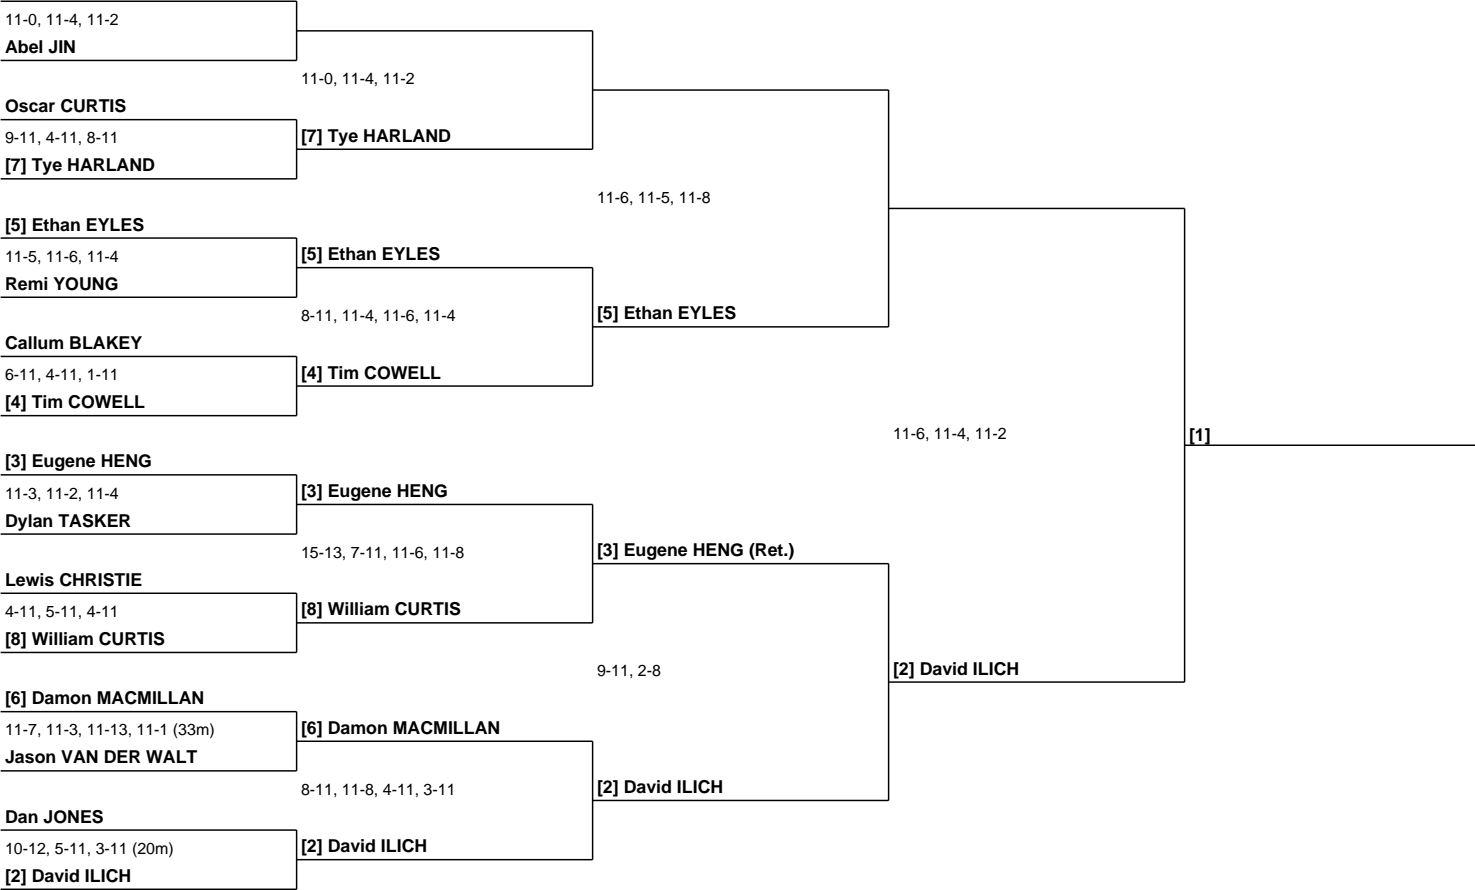 11-0, 11-4, 11-2
Abel JIN
Oscar CURTIS
9-11, 4-11, 8-11
[7] Tye HARLAND
[5] Ethan EYLES
11-5, 11-6, 11-4
Remi YOUNG
Callum BLAKEY
6-11, 4-11, 1-11
[4] Tim COWELL
[3] Eugene HENG
11-3, 11-2, 11-4
Dylan TASKER
Lewis CHRISTIE
4-11, 5-11, 4-11
[8] William CURTIS
[6] Damon MACMILLAN
11-7, 11-3, 11-13, 11-1 (33m)
Jason VAN DER WALT
Dan JONES
10-12, 5-11, 3-11 (20m)
[2] David ILICH
11-0, 11-4, 11-2
[7] Tye HARLAND
[5] Ethan EYLES
8-11, 11-4, 11-6, 11-4
[4] Tim COWELL
[3] Eugene HENG
15-13, 7-11, 11-6, 11-8
[8] William CURTIS
[6] Damon MACMILLAN
8-11, 11-8, 4-11, 3-11
[2] David ILICH
11-6, 11-5, 11-8
[5] Ethan EYLES
[3] Eugene HENG (Ret.)
9-11, 2-8
[2] David ILICH
11-6, 11-4, 11-2
[2] David ILICH
[1]